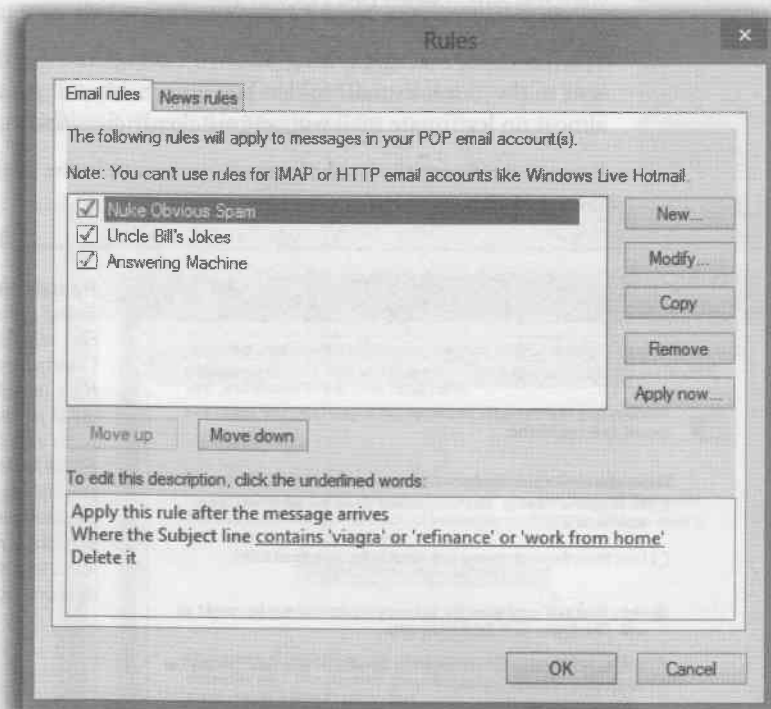 Rules
Email rules
News rules
The following rules will apply to messages in your POP email account(s).
Note: You can't use rules for IMAP or HTTP email accounts like Windows Live Hotmail.
Nuke Obvious Spam
Uncle Bill's Jokes
Answering Machine
New...
Modify...
Copy
Remove
Apply now...
Move up
Move down
To edit this description, click the underlined words:
Apply this rule after the message arrives
Where the Subject line contains 'viagra' or 'refinance' or 'work from home'
Delete it
OK
Cancel